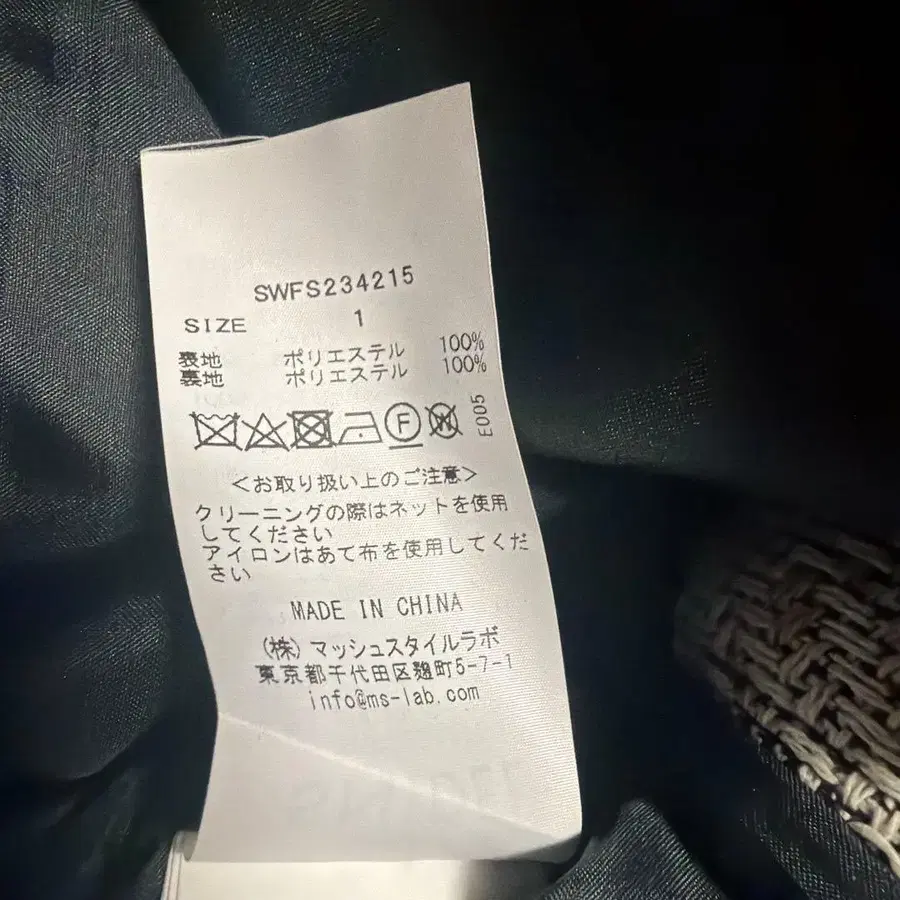 SWFS234215
SIZE 1
表地 ポリエステル 100%
裏地 ポリエステル 100%
F W E005
<お取り扱い上のご注意>
クリーニングの際はネットを使用
してください
アイロンはあて布を使用してくだ
さい
MADE IN CHINA
(株) マッシュスタイルラボ
東京都千代田区麹町5-7-1
info@ms-lab.com